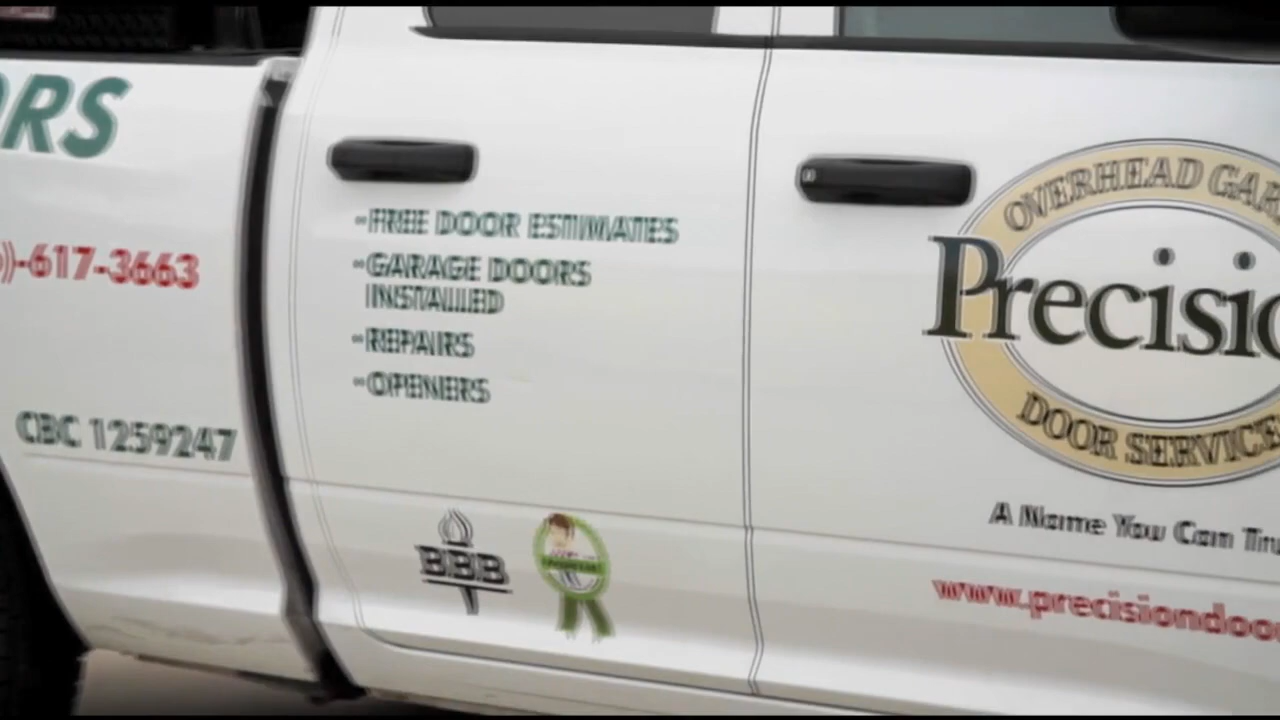 ORS
)-617-3663
CBC 1259247
-FREE DOOR ESTIMATES
-GARAGE DOORS
INSTALLED
-REPAIRS
-OPENERS
BBB
OVERHEAD GAR
Precisio
DOOR SERVICE
A Name You Can Tru
www.precisiondoor